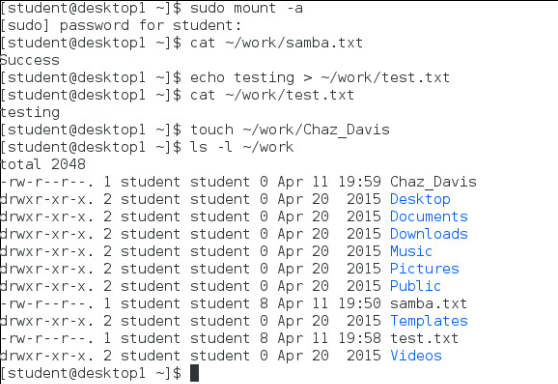 [student@desktop1 ~]$ sudo mount -a
[sudo] password for student:
[student@desktop1 ~]$ cat ~/work/samba.txt
Success
[student@desktop1 ~]$ echo testing > ~/work/test.txt
[student@desktop1 ~]$ cat ~/work/test.txt
testing
[student@desktop1 ~]$ touch ~/work/Chaz_Davis
[student@desktop1 ~]$ ls -l ~/work
total 2048
-rw-r--r--. 1 student student 0 Apr 11 19:59 Chaz_Davis
drwxr-xr-x. 2 student student 0 Apr 20  2015 Desktop
drwxr-xr-x. 2 student student 0 Apr 20  2015 Documents
drwxr-xr-x. 2 student student 0 Apr 20  2015 Downloads
drwxr-xr-x. 2 student student 0 Apr 20  2015 Music
drwxr-xr-x. 2 student student 0 Apr 20  2015 Pictures
drwxr-xr-x. 2 student student 0 Apr 20  2015 Public
-rw-r--r--. 1 student student 8 Apr 11 19:50 samba.txt
drwxr-xr-x. 2 student student 0 Apr 20  2015 Templates
-rw-r--r--. 1 student student 8 Apr 11 19:58 test.txt
drwxr-xr-x. 2 student student 0 Apr 20  2015 Videos
[student@desktop1 ~]$